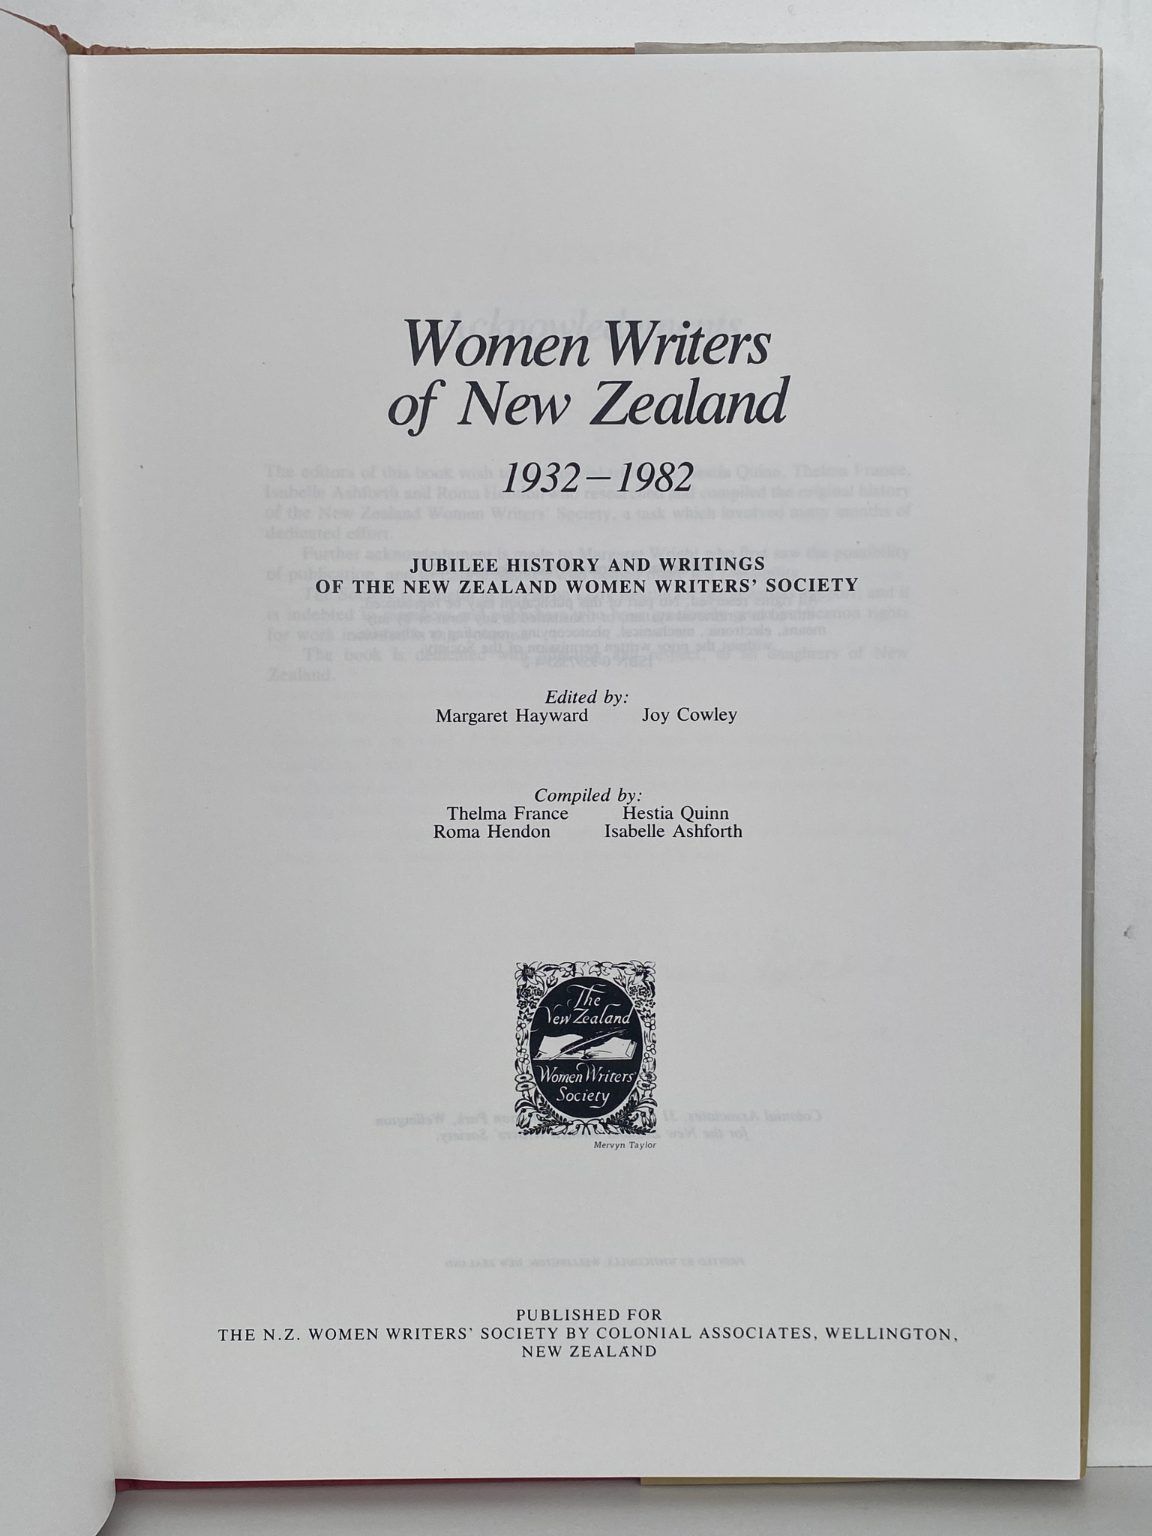 Women Writers
of New Zealand
1932–1982
JUBILEE HISTORY AND WRITINGS
OF THE NEW ZEALAND WOMEN WRITERS' SOCIETY
Edited by:
Margaret Hayward Joy Cowley
Compiled by:
Thelma France Hestia Quinn
Roma Hendon Isabelle Ashforth
The
New Zealand
Women Writers'
Society
Mervyn Taylor
PUBLISHED FOR
THE N.Z. WOMEN WRITERS' SOCIETY BY COLONIAL ASSOCIATES, WELLINGTON,
NEW ZEALAND